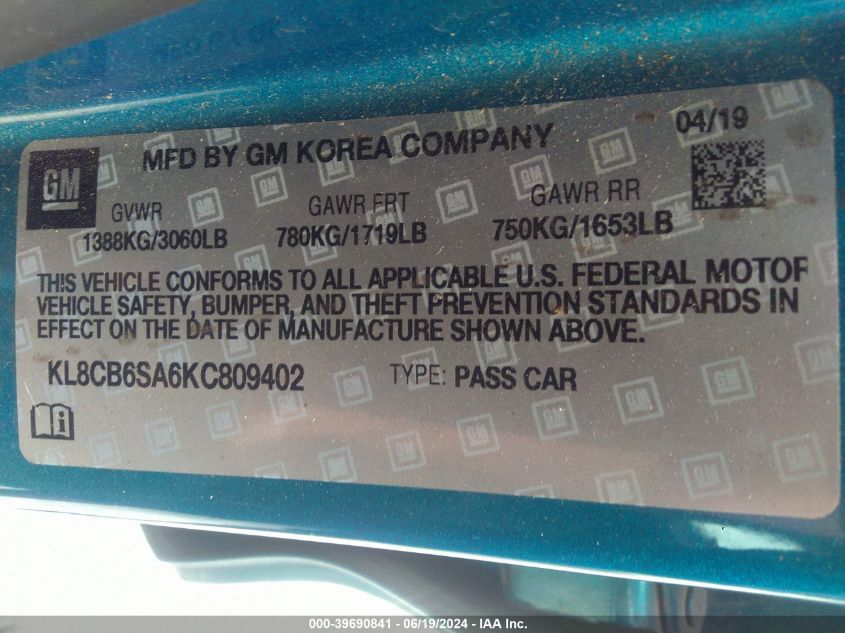 04/19
MFD BY GM KOREA COMPANY
GM
GVWR GAWR FRT GAWR RR
1388KG/3060LB 780KG/1719LB 750KG/1653LB
THIS VEHICLE CONFORMS TO ALL APPLICABLE U.S. FEDERAL MOTOR
VEHICLE SAFETY, BUMPER, AND THEFT PREVENTION STANDARDS IN
EFFECT ON THE DATE OF MANUFACTURE SHOWN ABOVE.
KL8CB6SA6KC809402 TYPE: PASS CAR
000-39690841 - 06/19/2024 - IAA Inc.